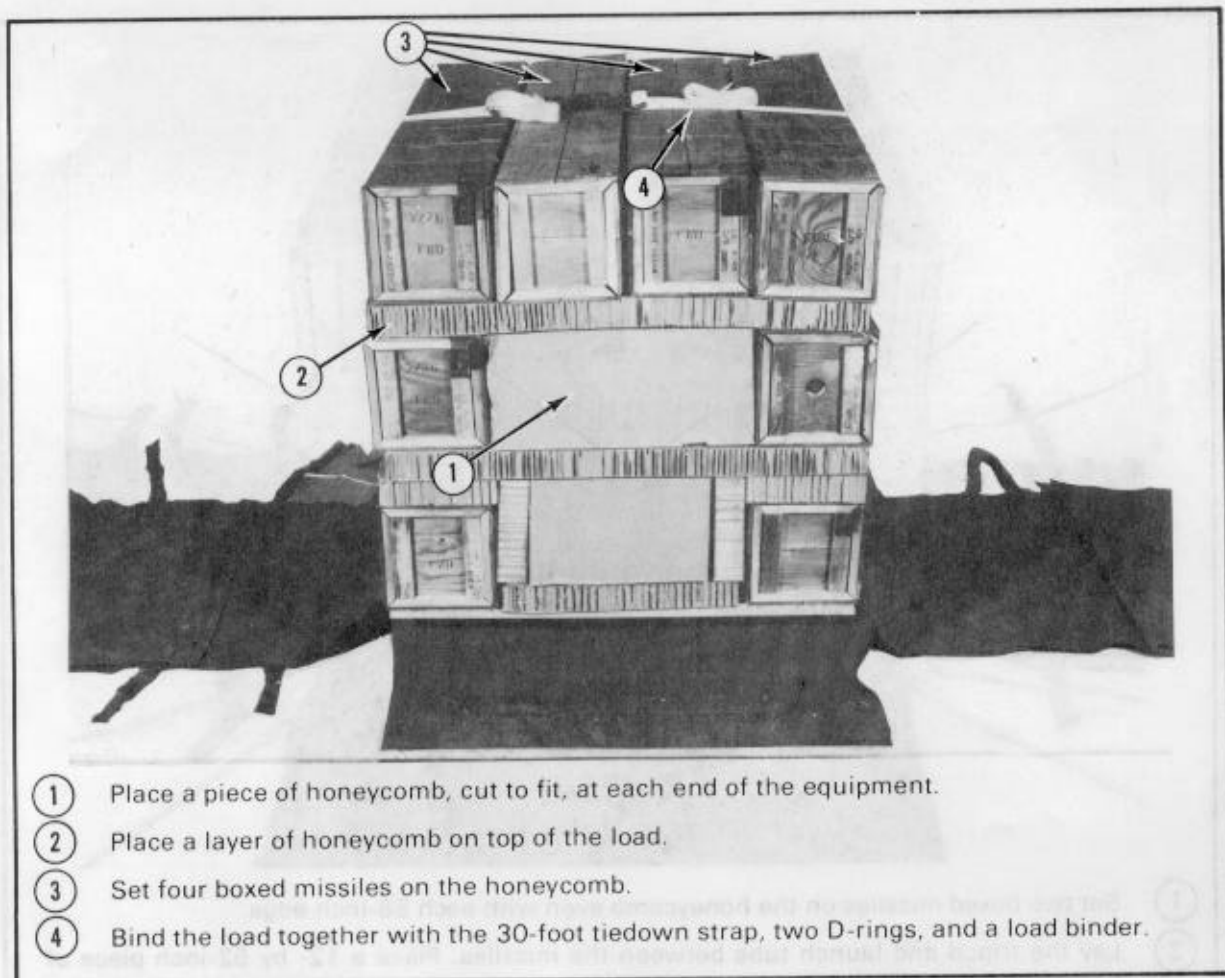 3
4
2
1
1 Place a piece of honeycomb, cut to fit, at each end of the equipment.
2 Place a layer of honeycomb on top of the load.
3 Set four boxed missiles on the honeycomb.
4 Bind the load together with the 30-foot tiedown strap, two D-rings, and a load binder.